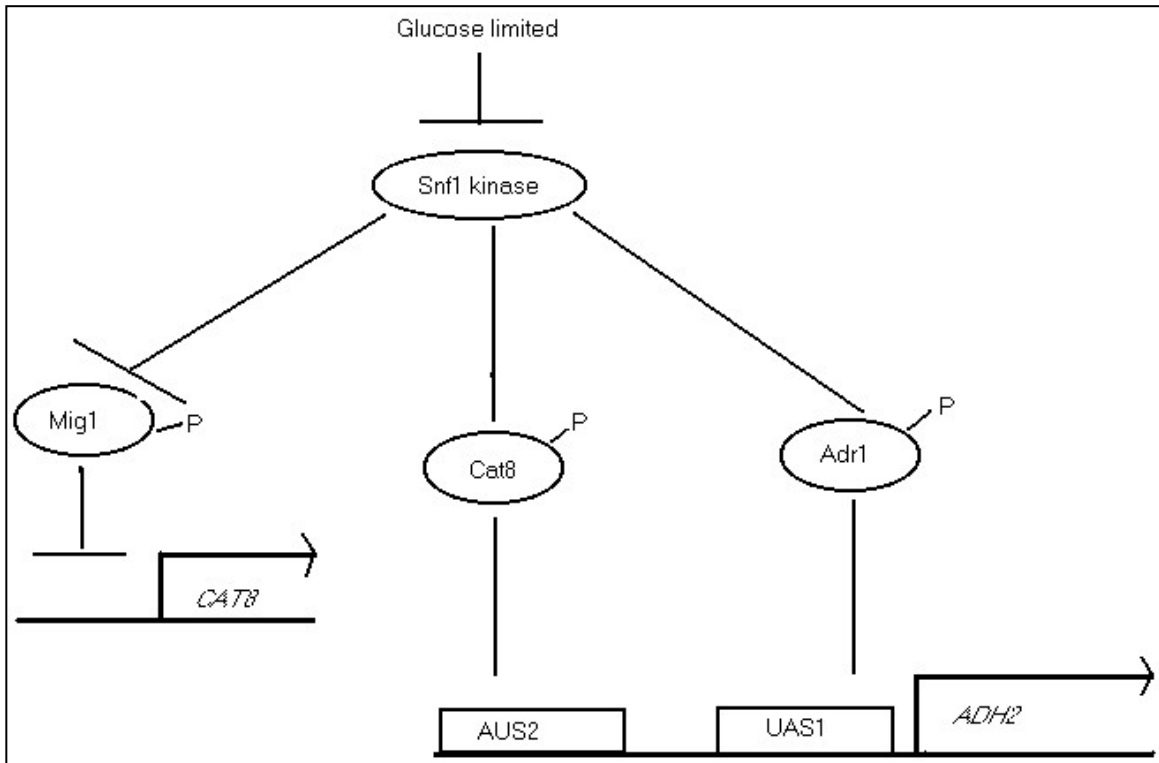 Glucose limited
Snf1 kinase
Mig1
P
Cat8
P
Adr1
P
CAT8
AUS2
UAS1
ADH2